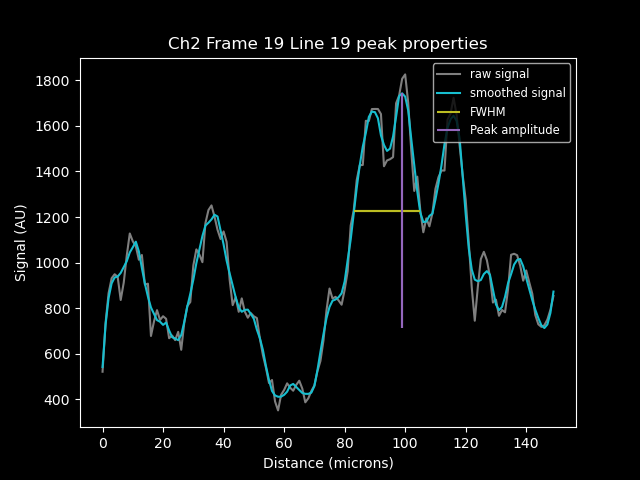 Ch2 Frame 19 Line 19 peak properties
raw signal
smoothed signal
FWHM
Peak amplitude
1800
1600
1400
1200
1000
800
600
400
Signal (AU)
0 20 40 60 80 100 120 140
Distance (microns)